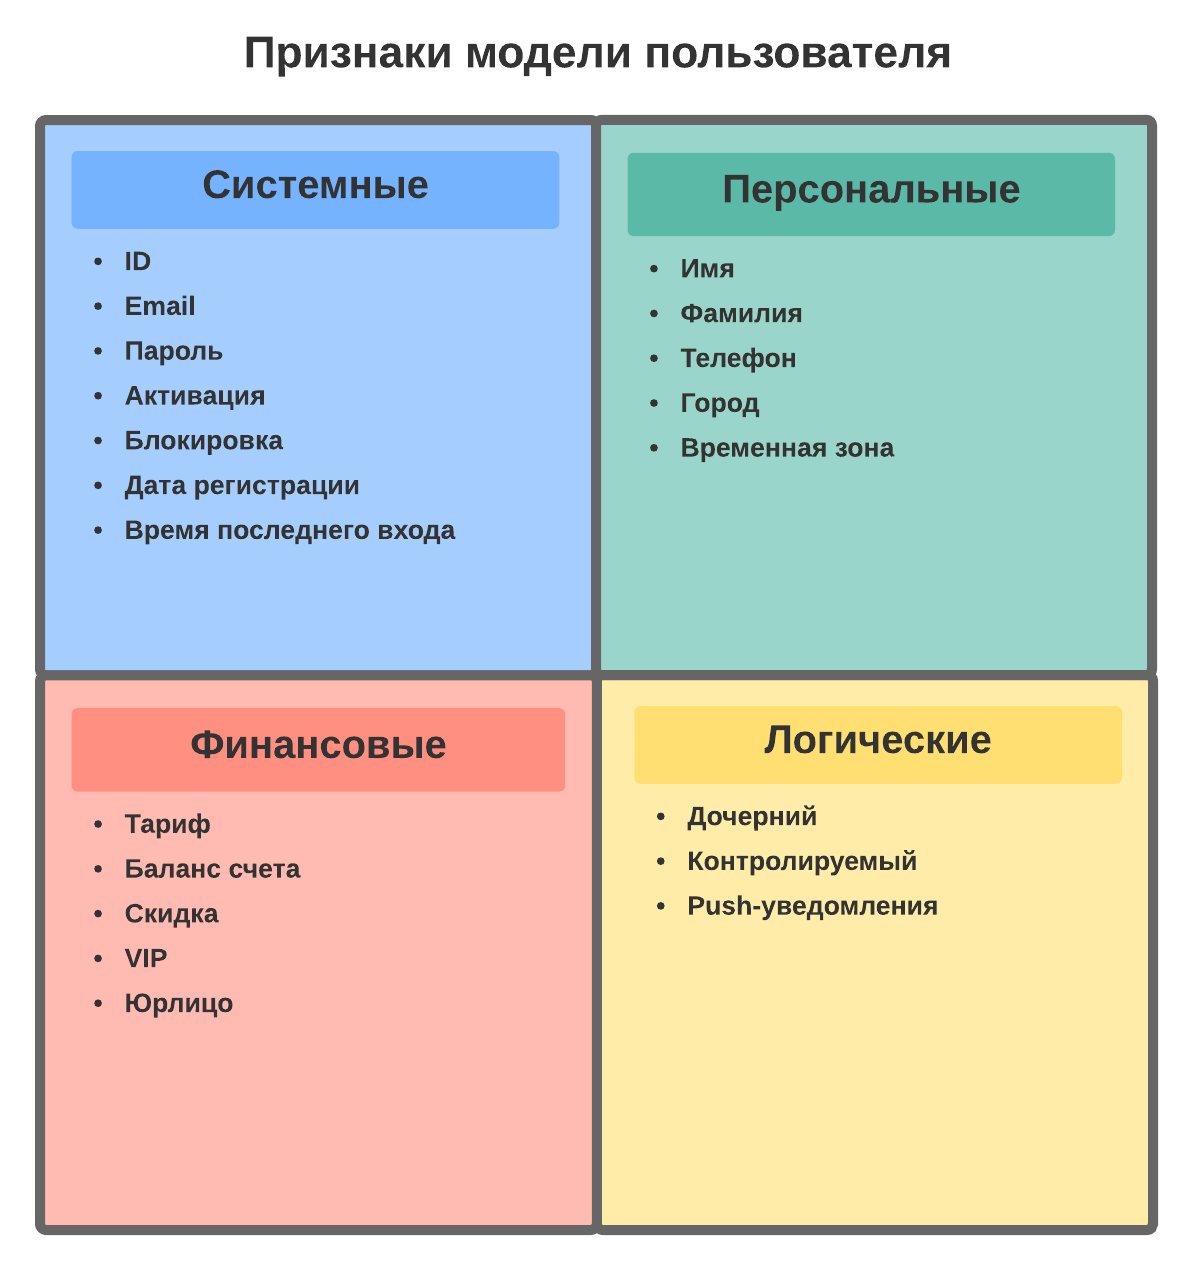 Признаки модели пользователя
Системные
• ID
• Email
• Пароль
• Активация
• Блокировка
• Дата регистрации
• Время последнего входа
Персональные
• Имя
• Фамилия
• Телефон
• Город
• Временная зона
Финансовые
• Тариф
• Баланс счета
• Скидка
• VIP
• Юрлицо
Логические
• Дочерний
• Контролируемый
• Push-уведомления